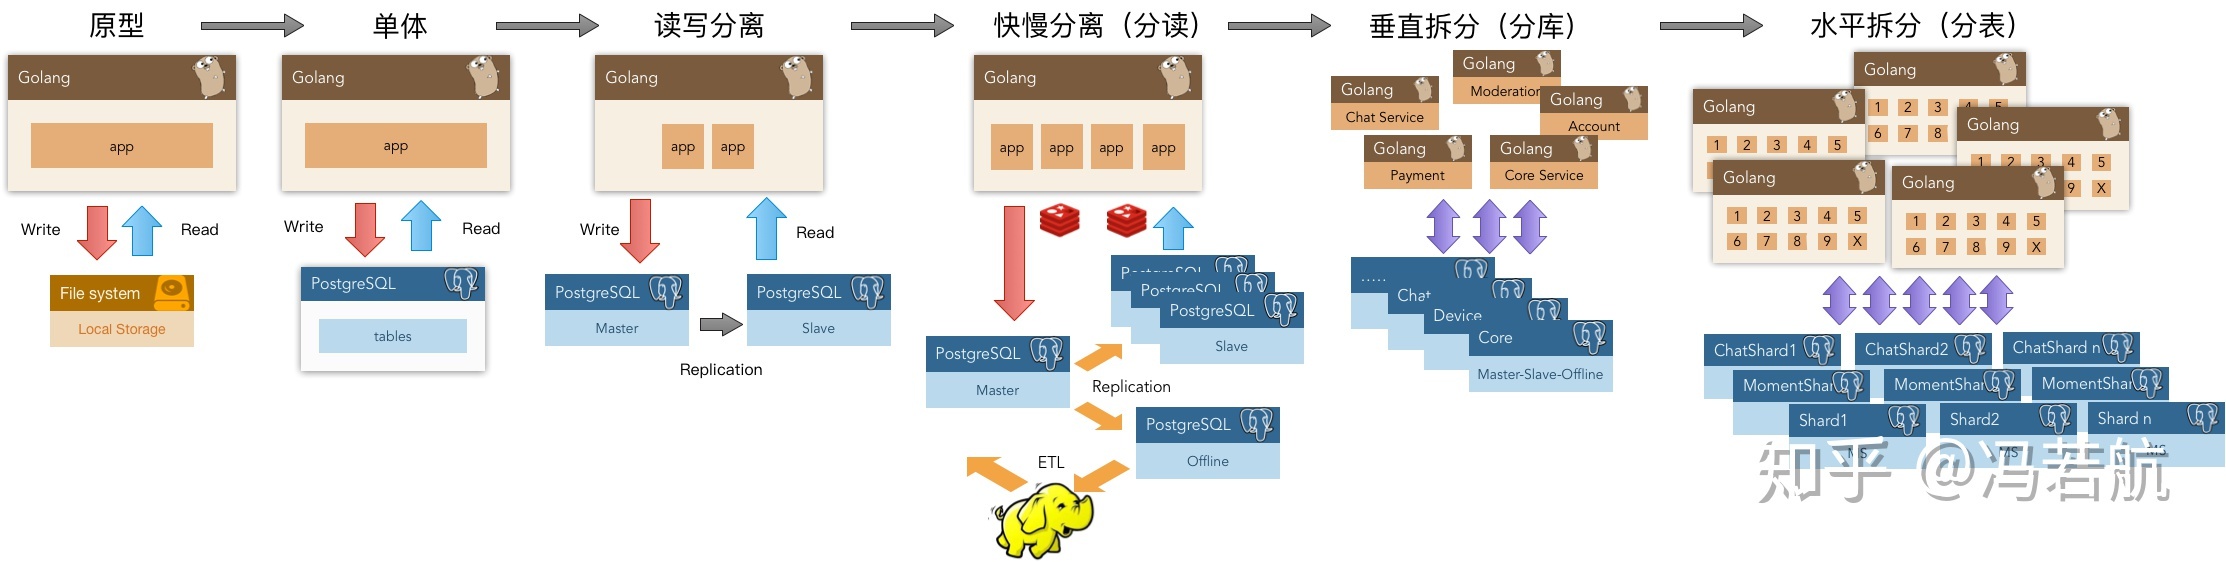 原型
单体
读写分离
快慢分离（分读）
垂直拆分（分库）
水平拆分（分表）
Golang
app
Write
Read
File system
Local Storage
Golang
app
Write
Read
PostgreSQL
tables
Golang
app app
Write
Read
PostgreSQL
Master
PostgreSQL
Slave
Replication
Golang
app app app app
PostgreSQL
PostgreSQL
PostgreSQL
Slave
PostgreSQL
Master
Replication
PostgreSQL
Offline
ETL
Golang
Moderation
Golang
Chat Service
Golang
Account
Golang
Payment
Golang
Core Service
.....
Chat
Device
Core
Master-Slave-Offline
Golang
1 2 3 4 5
6 7 8
Golang
1 2 3 4 5
Golang
1 2 3 4 5
9 X
Golang
1 2 3 4 5
6 7 8 9 X
Golang
1 2 3 4 5
6 7 8 9 X
ChatShard1
ChatShard2
ChatShard n
MomentShar
MomentShar
MomentShar
Shard1
MS
Shard2
MS
Shard n
MS
知乎 @冯若航